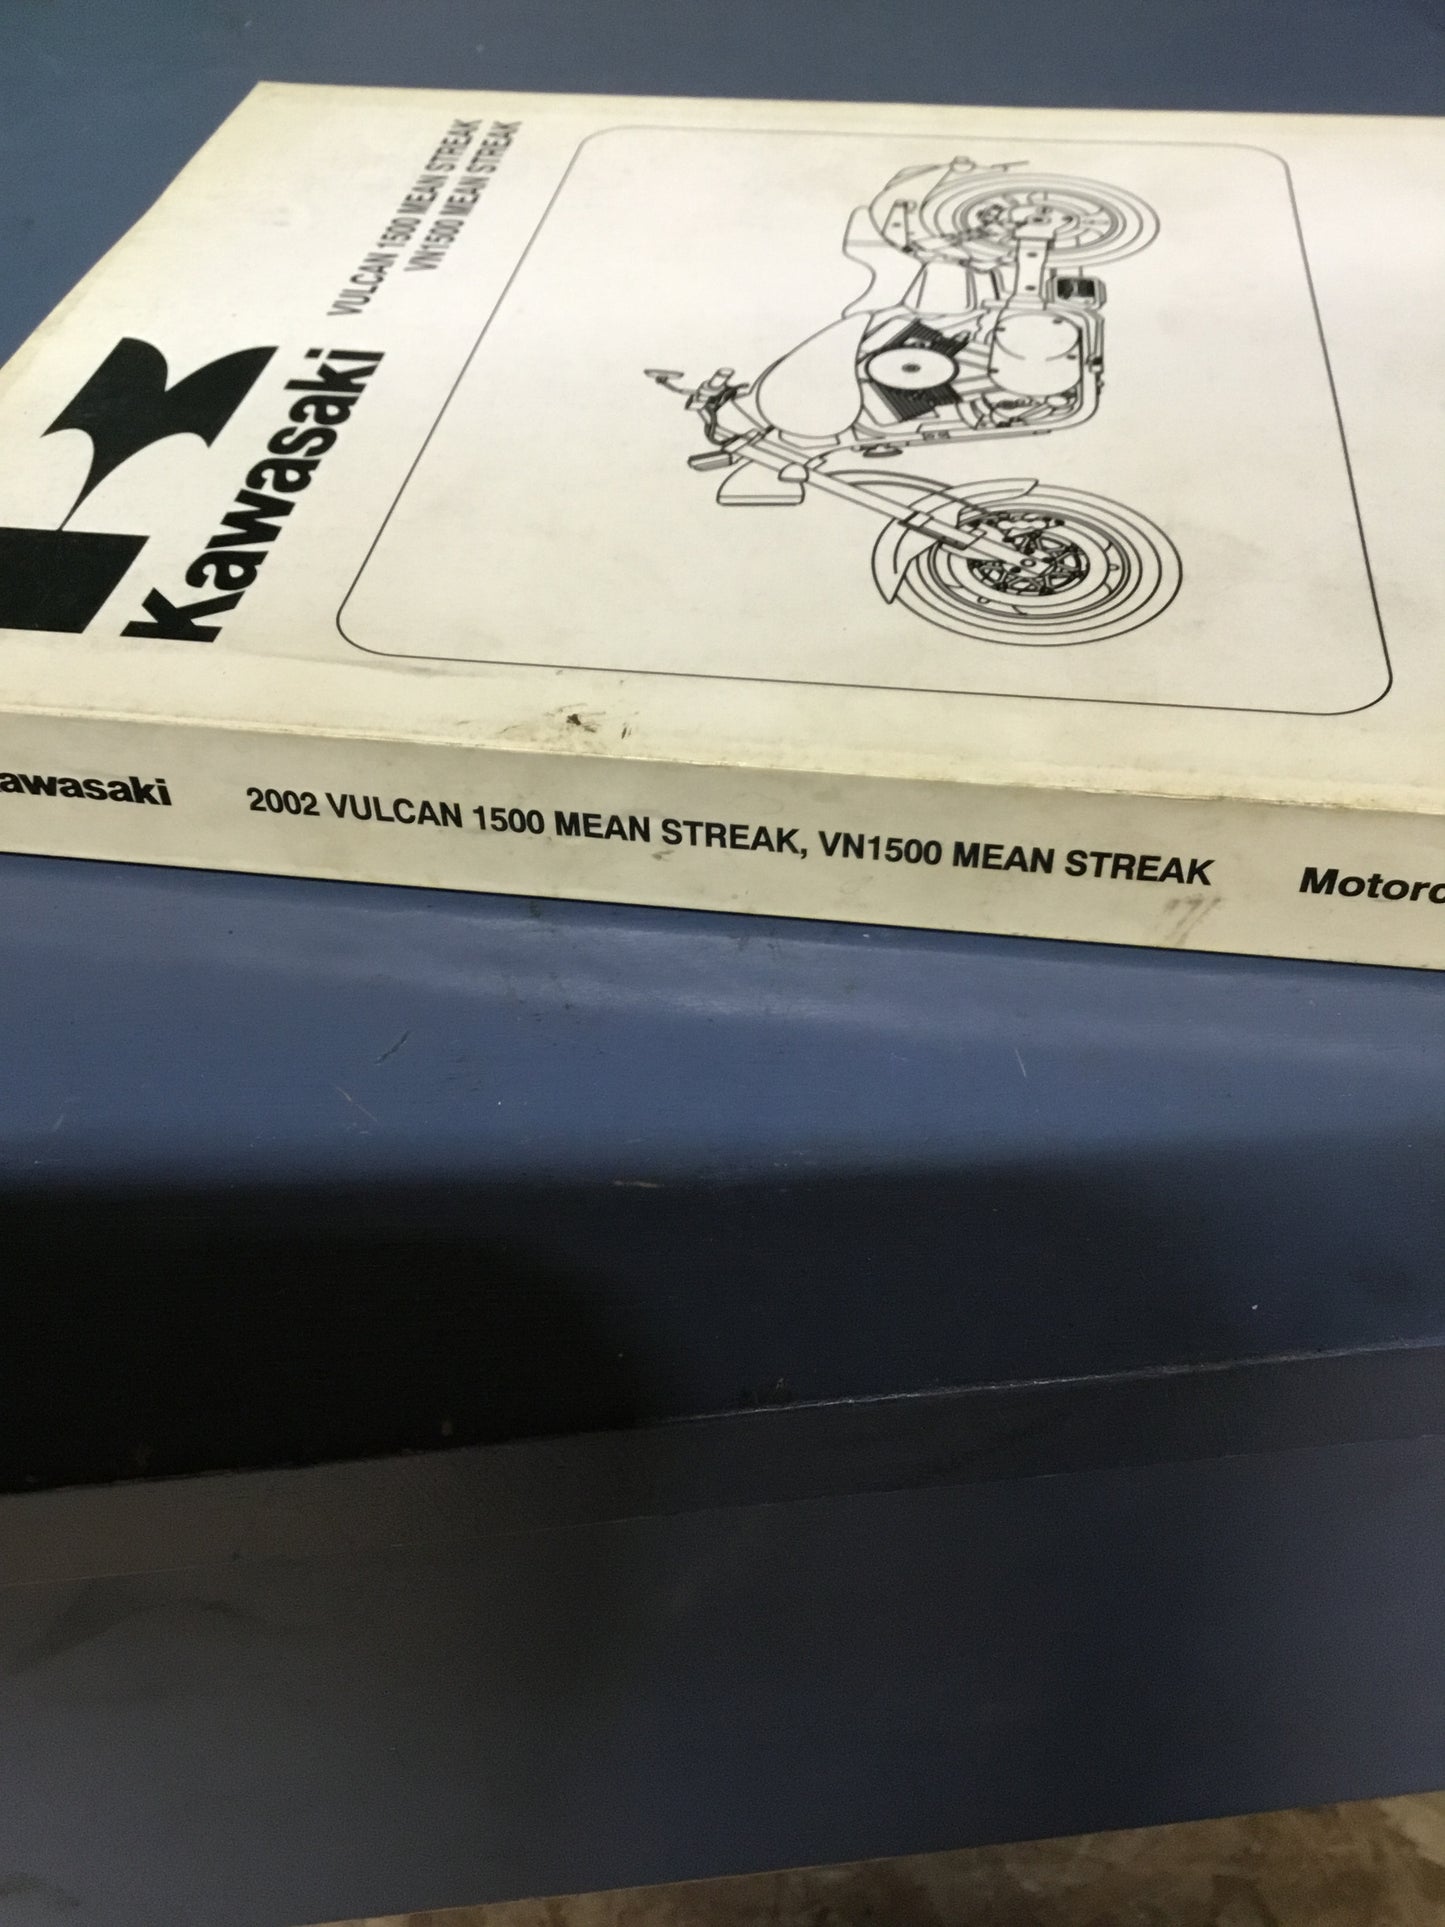 Kawasaki
VULCAN 1500 MEAN STREAK
VN1500 MEAN STREAK
awasaki 2002 VULCAN 1500 MEAN STREAK, VN1500 MEAN STREAK Motorc